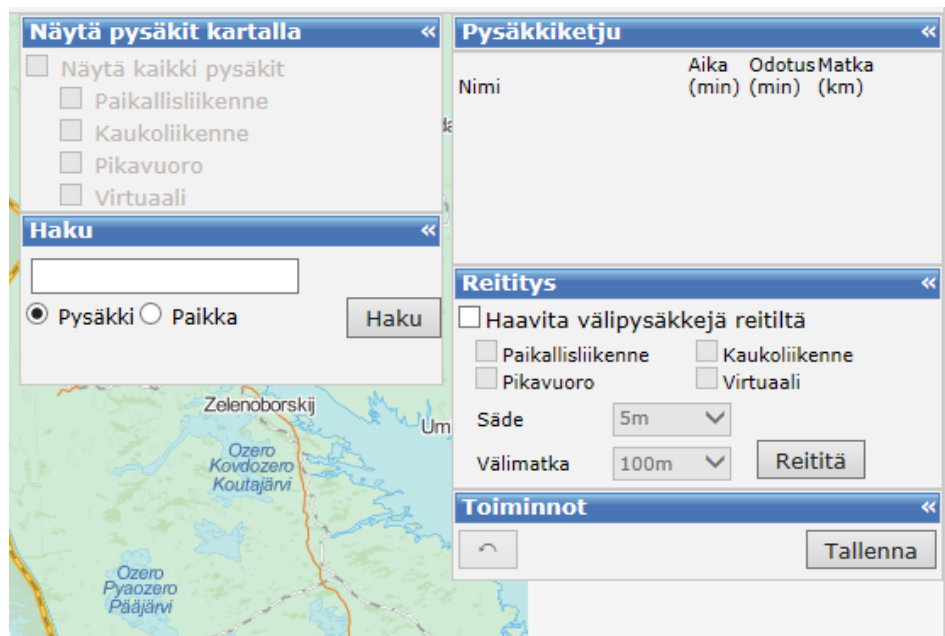 Näytä pysäkit kartalla «
Näytä kaikki pysäkit
Paikallisliikenne
Kaukoliikenne
Pikavuoro
Virtuaali
Haku «
Pysäkki Paikka Haku
Pysäkkiketju «
Nimi Aika (min) Odotus (min) Matka (km)
Reititys «
Haavita välipysäkkejä reitiltä
Paikallisliikenne Kaukoliikenne
Pikavuoro Virtuaali
Säde 5m
Välimatka 100m Reititä
Toiminnot «
Tallenna
Zelenoborskij
Um
Ozero
Kovdozero
Koutajärvi
Ozero
Pyaozero
Pääjärvi